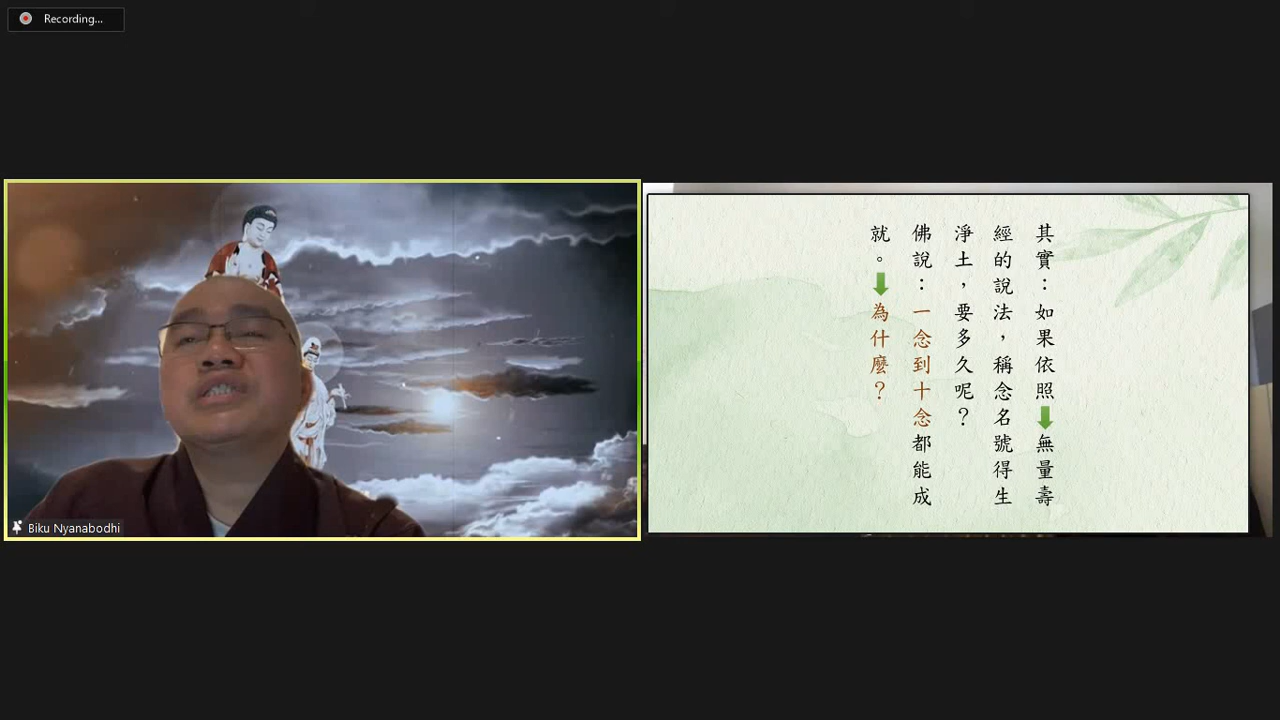 Recording...
Biku Nyanabodhi
其實：如果依照⬇無量壽
經的說法，稱念名號得生
淨土，要多久呢？
佛說：一念到十念都能成
就。⬇為什麼？